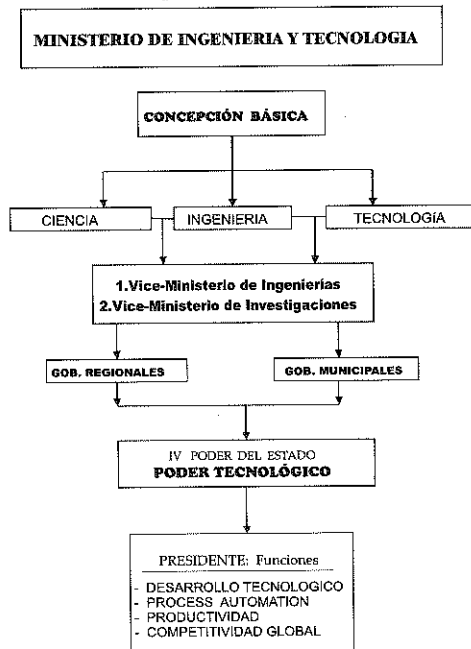 MINISTERIO DE INGENIERIA Y TECNOLOGIA
CONCEPCIÓN BÁSICA
CIENCIA
INGENIERIA
TECNOLOGÍA
1.Vice-Ministerio de Ingenierías
2.Vice-Ministerio de Investigaciones
GOB. REGIONALES
GOB. MUNICIPALES
IV PODER DEL ESTADO
PODER TECNOLÓGICO
PRESIDENTE: Funciones
- DESARROLLO TECNOLOGICO
- PROCESS AUTOMATION
- PRODUCTIVIDAD
- COMPETITIVIDAD GLOBAL